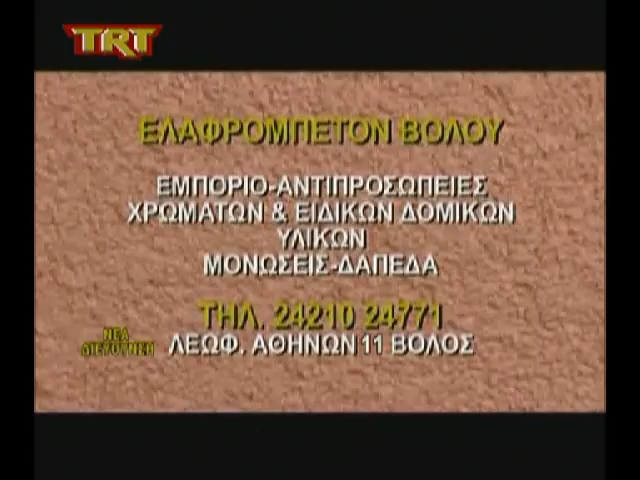 TRT
ΕΛΑΦΡΟΜΠΕΤΟΝ ΒΟΛΟΥ
ΕΜΠΟΡΙΟ-ΑΝΤΙΠΡΟΣΩΠΕΙΕΣ
ΧΡΩΜΑΤΩΝ & ΕΙΔΙΚΩΝ ΔΟΜΙΚΩΝ
ΥΛΙΚΩΝ
ΜΟΝΩΣΕΙΣ-ΔΑΠΕΔΑ
ΤΗΛ. 24210 24771
ΝΕΑ
ΔΙΕΥΘΥΝΣΗ
ΛΕΩΦ. ΑΘΗΝΩΝ 11 ΒΟΛΟΣ